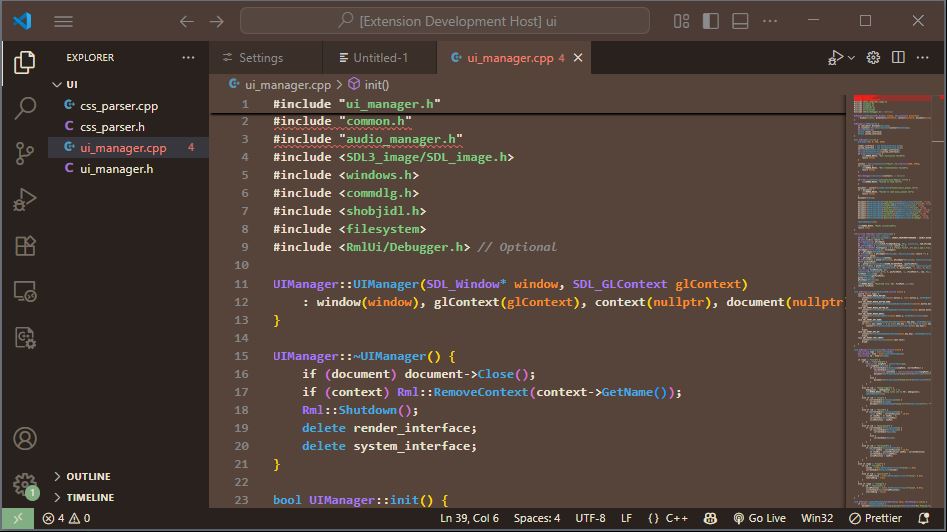 [Extension Development Host] ui
EXPLORER
Settings
Untitled-1
ui_manager.cpp 4
UI
css_parser.cpp
css_parser.h
ui_manager.cpp 4
ui_manager.h
ui_manager.cpp > init()
1 #include "ui_manager.h"
2 #include "common.h"
3 #include "audio_manager.h"
4 #include <SDL3_image/SDL_image.h>
5 #include <windows.h>
6 #include <commdlg.h>
7 #include <shobjidl.h>
8 #include <filesystem>
9 #include <RmlUi/Debugger.h> // Optional
10
11 UIManager::UIManager(SDL_Window* window, SDL_GLContext glContext)
12 : window(window), glContext(glContext), context(nullptr), document(nullptr)
13 }
14
15 UIManager::~UIManager() {
16 if (document) document->Close();
17 if (context) Rml::RemoveContext(context->GetName());
18 Rml::Shutdown();
19 delete render_interface;
20 delete system_interface;
21 }
22
23 bool UIManager::init() {
OUTLINE
TIMELINE
1
4 0
Ln 39, Col 6
Spaces: 4
UTF-8
LF
{} C++
Go Live
Win32
Prettier